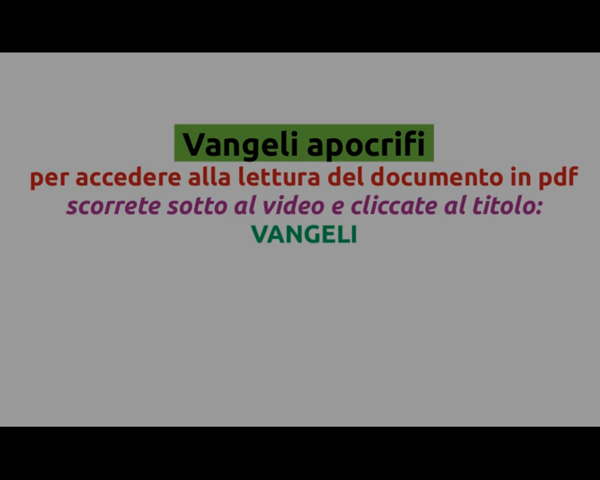 Vangeli apocrifi
per accedere alla lettura del documento in pdf
scorrete sotto al video e cliccate al titolo:
VANGELI